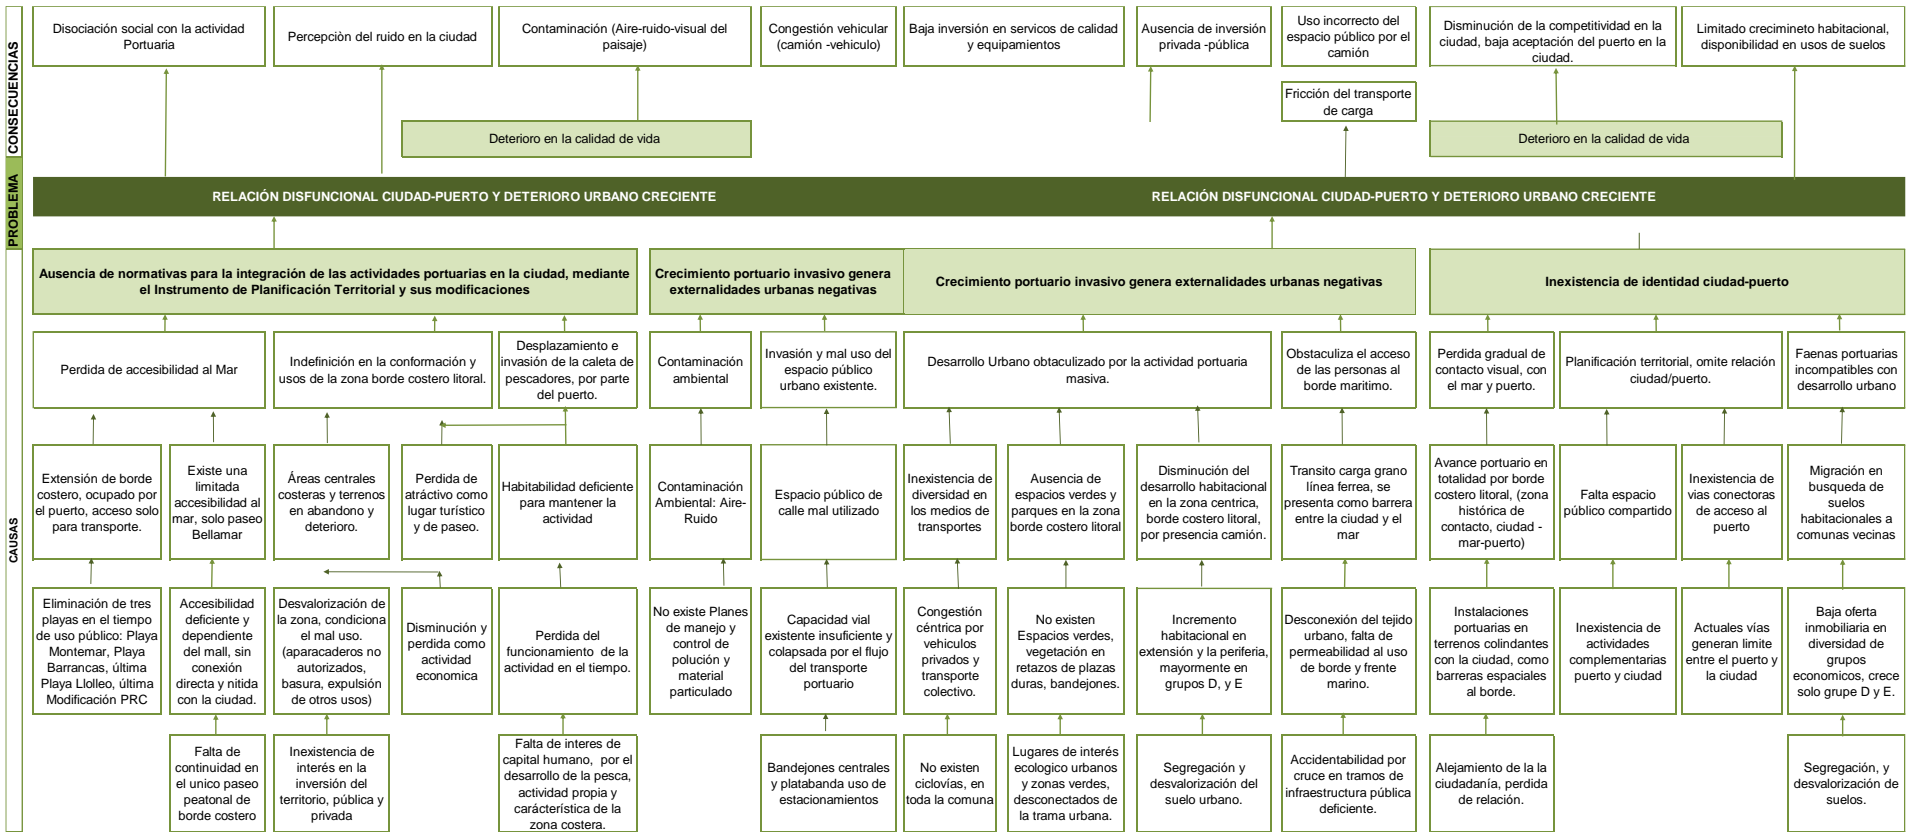 CONSECUENCIAS
Disociación social con la actividad
Portuaria
Percepciòn del ruido en la ciudad
Contaminación (Aire-ruido-visual del
paisaje)
Congestión vehicular
(camión -vehiculo)
Baja inversión en servicos de calidad
y equipamientos
Ausencia de inversión
privada -pública
Uso incorrecto del
espacio público por el
camión
Disminución de la competitividad en la
ciudad, baja aceptación del puerto en la
ciudad.
Limitado crecimineto habitacional,
disponibilidad en usos de suelos
Fricción del transporte
de carga
Deterioro en la calidad de vida
Deterioro en la calidad de vida
PROBLEMA
RELACIÓN DISFUNCIONAL CIUDAD-PUERTO Y DETERIORO URBANO CRECIENTE
RELACIÓN DISFUNCIONAL CIUDAD-PUERTO Y DETERIORO URBANO CRECIENTE
CAUSAS
Ausencia de normativas para la integración de las actividades portuarias en la ciudad, mediante
el Instrumento de Planificación Territorial y sus modificaciones
Crecimiento portuario invasivo genera
externalidades urbanas negativas
Crecimiento portuario invasivo genera externalidades urbanas negativas
Inexistencia de identidad ciudad-puerto
Perdida de accesibilidad al Mar
Indefinición en la conformación y
usos de la zona borde costero litoral.
Desplazamiento e
invasión de la caleta de
pescadores, por parte
del puerto.
Contaminación
ambiental
Invasión y mal uso del
espacio público
urbano existente.
Desarrollo Urbano obtaculizado por la actividad portuaria
masiva.
Obstaculiza el acceso
de las personas al
borde maritimo.
Perdida gradual de
contacto visual, con
el mar y puerto.
Planificación territorial, omite relación
ciudad/puerto.
Faenas portuarias
incompatibles con
desarrollo urbano
Extensión de borde
costero, ocupado por
el puerto, acceso solo
para transporte.
Existe una
limitada
accesibilidad al
mar, solo paseo
Bellamar
Áreas centrales
costeras y terrenos
en abandono y
deterioro.
Perdida de
atráctivo como
lugar turístico
y de paseo.
Habitabilidad deficiente
para mantener la
actividad
Contaminación
Ambiental: Aire-
Ruido
Espacio público de
calle mal utilizado
Inexistencia de
diversidad en
los medios de
transportes
Ausencia de
espacios verdes y
parques en la zona
borde costero litoral
Disminución del
desarrollo habitacional
en la zona centrica,
borde costero litoral,
por presencia camión.
Transito carga grano
línea ferrea, se
presenta como barrera
entre la ciudad y el
mar
Avance portuario en
totalidad por borde
costero litoral, (zona
histórica de
contacto, ciudad -
mar-puerto)
Falta espacio
público compartido
Inexistencia de
vias conectoras
de acceso al
puerto
Migración en
busqueda de
suelos
habitacionales a
comunas vecinas
Eliminación de tres
playas en el tiempo
de uso público: Playa
Montemar, Playa
Barrancas, última
Playa Llolleo, última
Modificación PRC
Accesibilidad
deficiente y
dependiente
del mall, sin
conexión
directa y nitida
con la ciudad.
Desvalorización de
la zona, condiciona
el mal uso.
(aparacaderos no
autorizados,
basura, expulsión
de otros usos)
Disminución y
perdida como
actividad
economica
Perdida del
funcionamiento de la
actividad en el tiempo.
No existe Planes
de manejo y
control de
polución y
material
particulado
Capacidad vial
existente insuficiente y
colapsada por el flujo
del transporte
portuario
Congestión
céntrica por
vehiculos
privados y
transporte
colectivo.
No existen
Espacios verdes,
vegetación en
retazos de plazas
duras, bandejones.
Incremento
habitacional en
extensión y la periferia,
mayormente en
grupos D, y E
Desconexión del tejido
urbano, falta de
permeabilidad al uso
de borde y frente
marino.
Instalaciones
portuarias en
terrenos colindantes
con la ciudad, como
barreras espaciales
al borde.
Inexistencia de
actividades
complementarias
puerto y ciudad
Actuales vías
generan limite
entre el puerto y
la ciudad
Baja oferta
inmobiliaria en
diversidad de
grupos
economicos, crece
solo grupe D y E.
Falta de
continuidad en
el unico paseo
peatonal de
borde costero
Inexistencia de
interés en la
inversión del
territorio, pública y
privada
Falta de interes de
capital humano, por el
desarrollo de la pesca,
actividad propia y
carácterística de la
zona costera.
Bandejones centrales
y platabanda uso de
estacionamientos
No existen
ciclovías, en
toda la comuna
Lugares de interés
ecologico urbanos
y zonas verdes,
desconectados de
la trama urbana.
Segregación y
desvalorización del
suelo urbano.
Accidentabilidad por
cruce en tramos de
infraestructura pública
deficiente.
Alejamiento de la la
ciudadanía, perdida
de relación.
Segregación, y
desvalorización de
suelos.